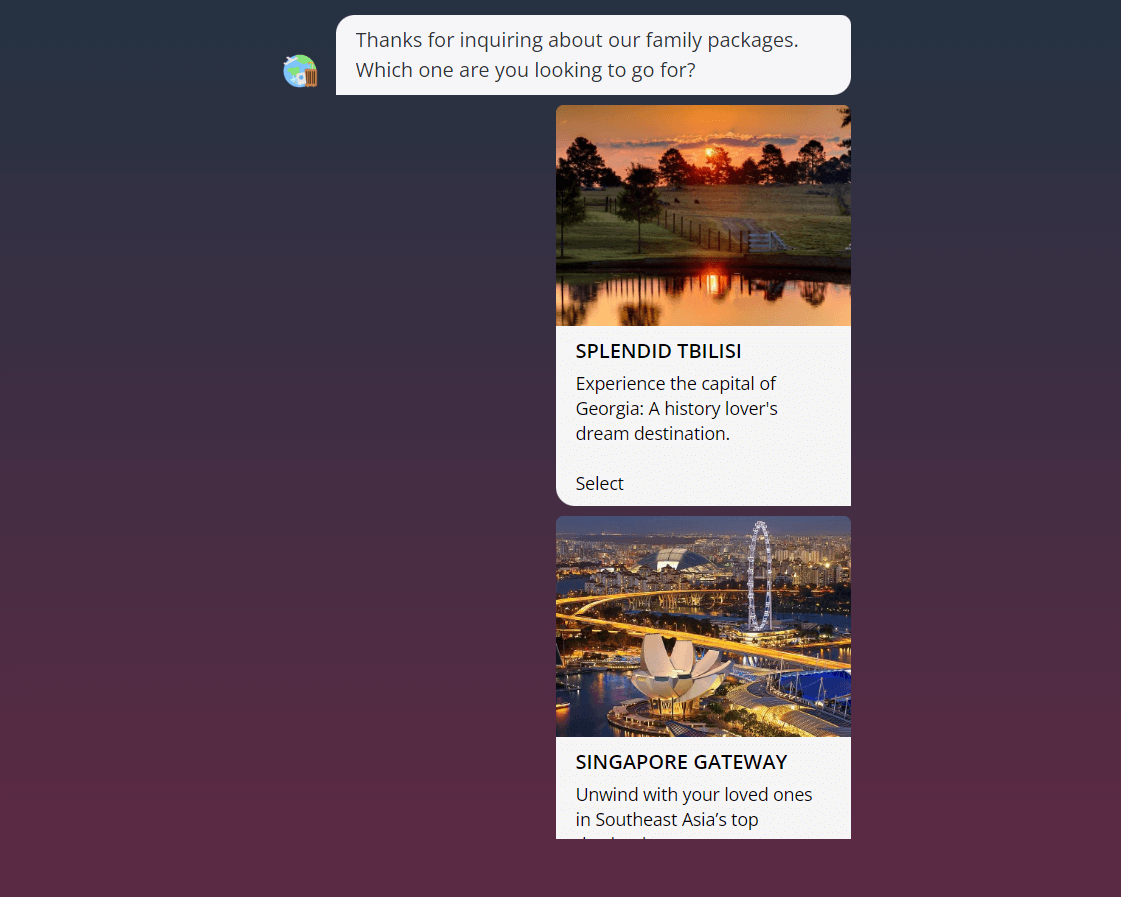 Thanks for inquiring about our family packages.
Which one are you looking to go for?
SPLENDID TBILISI
Experience the capital of
Georgia: A history lover's
dream destination.
Select
SINGAPORE GATEWAY
Unwind with your loved ones
in Southeast Asia’s top